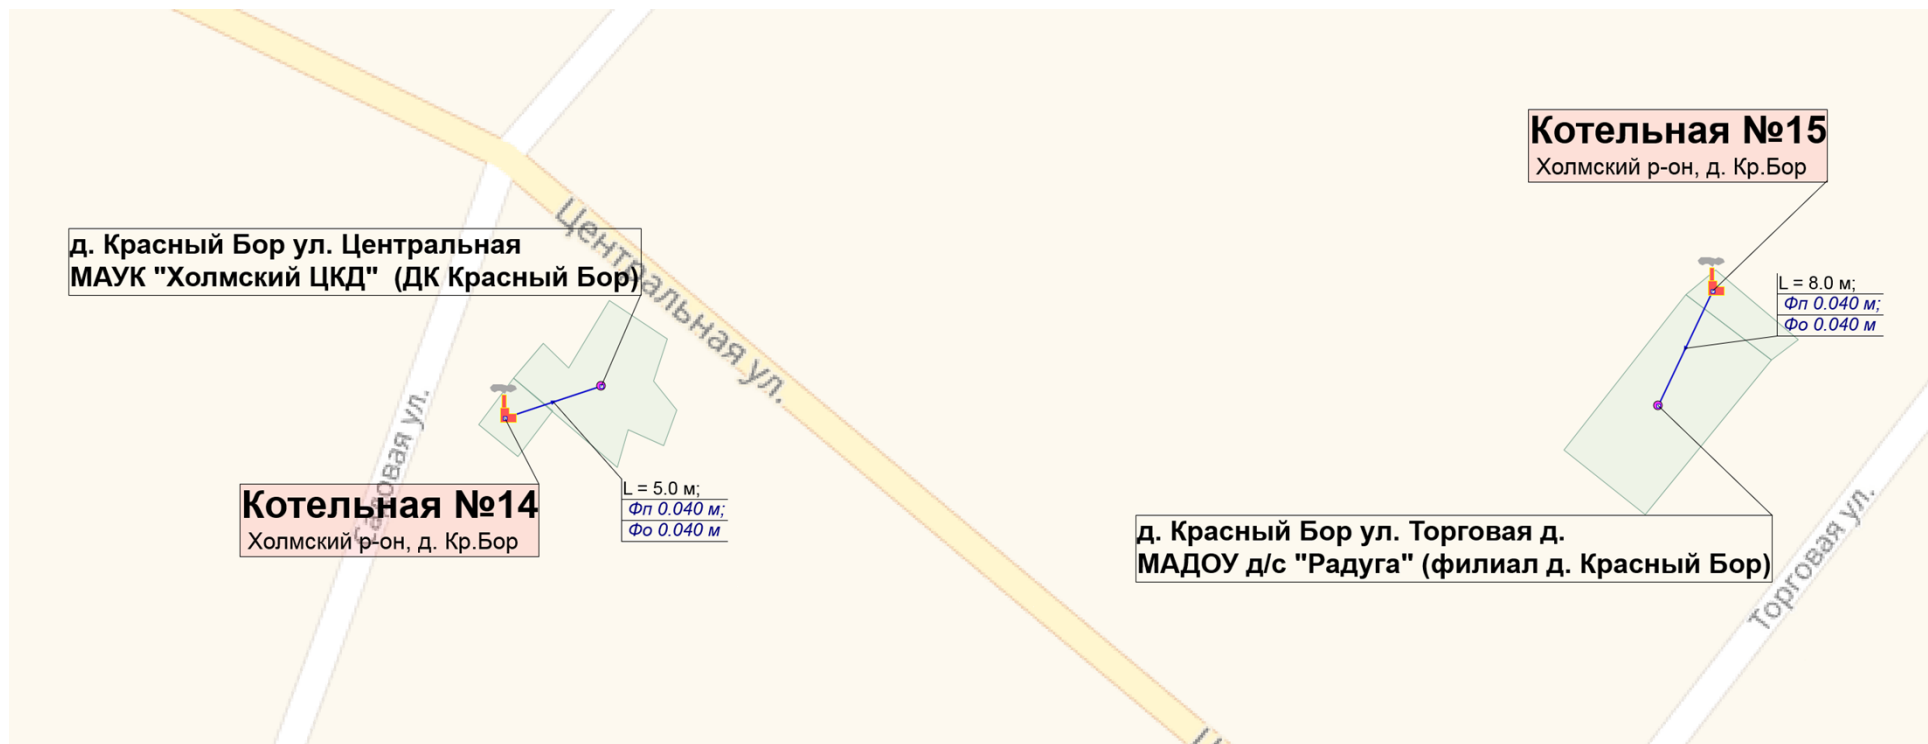 Котельная №15
Холмский р-он, д. Кр.Бор
д. Красный Бор ул. Центральная
МАУК "Холмский ЦКД" (ДК Красный Бор)
Центральная ул.
L = 8.0 м;
Фп 0.040 м;
Фо 0.040 м
Садовая ул.
Котельная №14
Холмский р-он, д. Кр.Бор
L = 5.0 м;
Фп 0.040 м;
Фо 0.040 м
д. Красный Бор ул. Торговая д.
МАДОУ д/с "Радуга" (филиал д. Красный Бор)
Торговая ул.